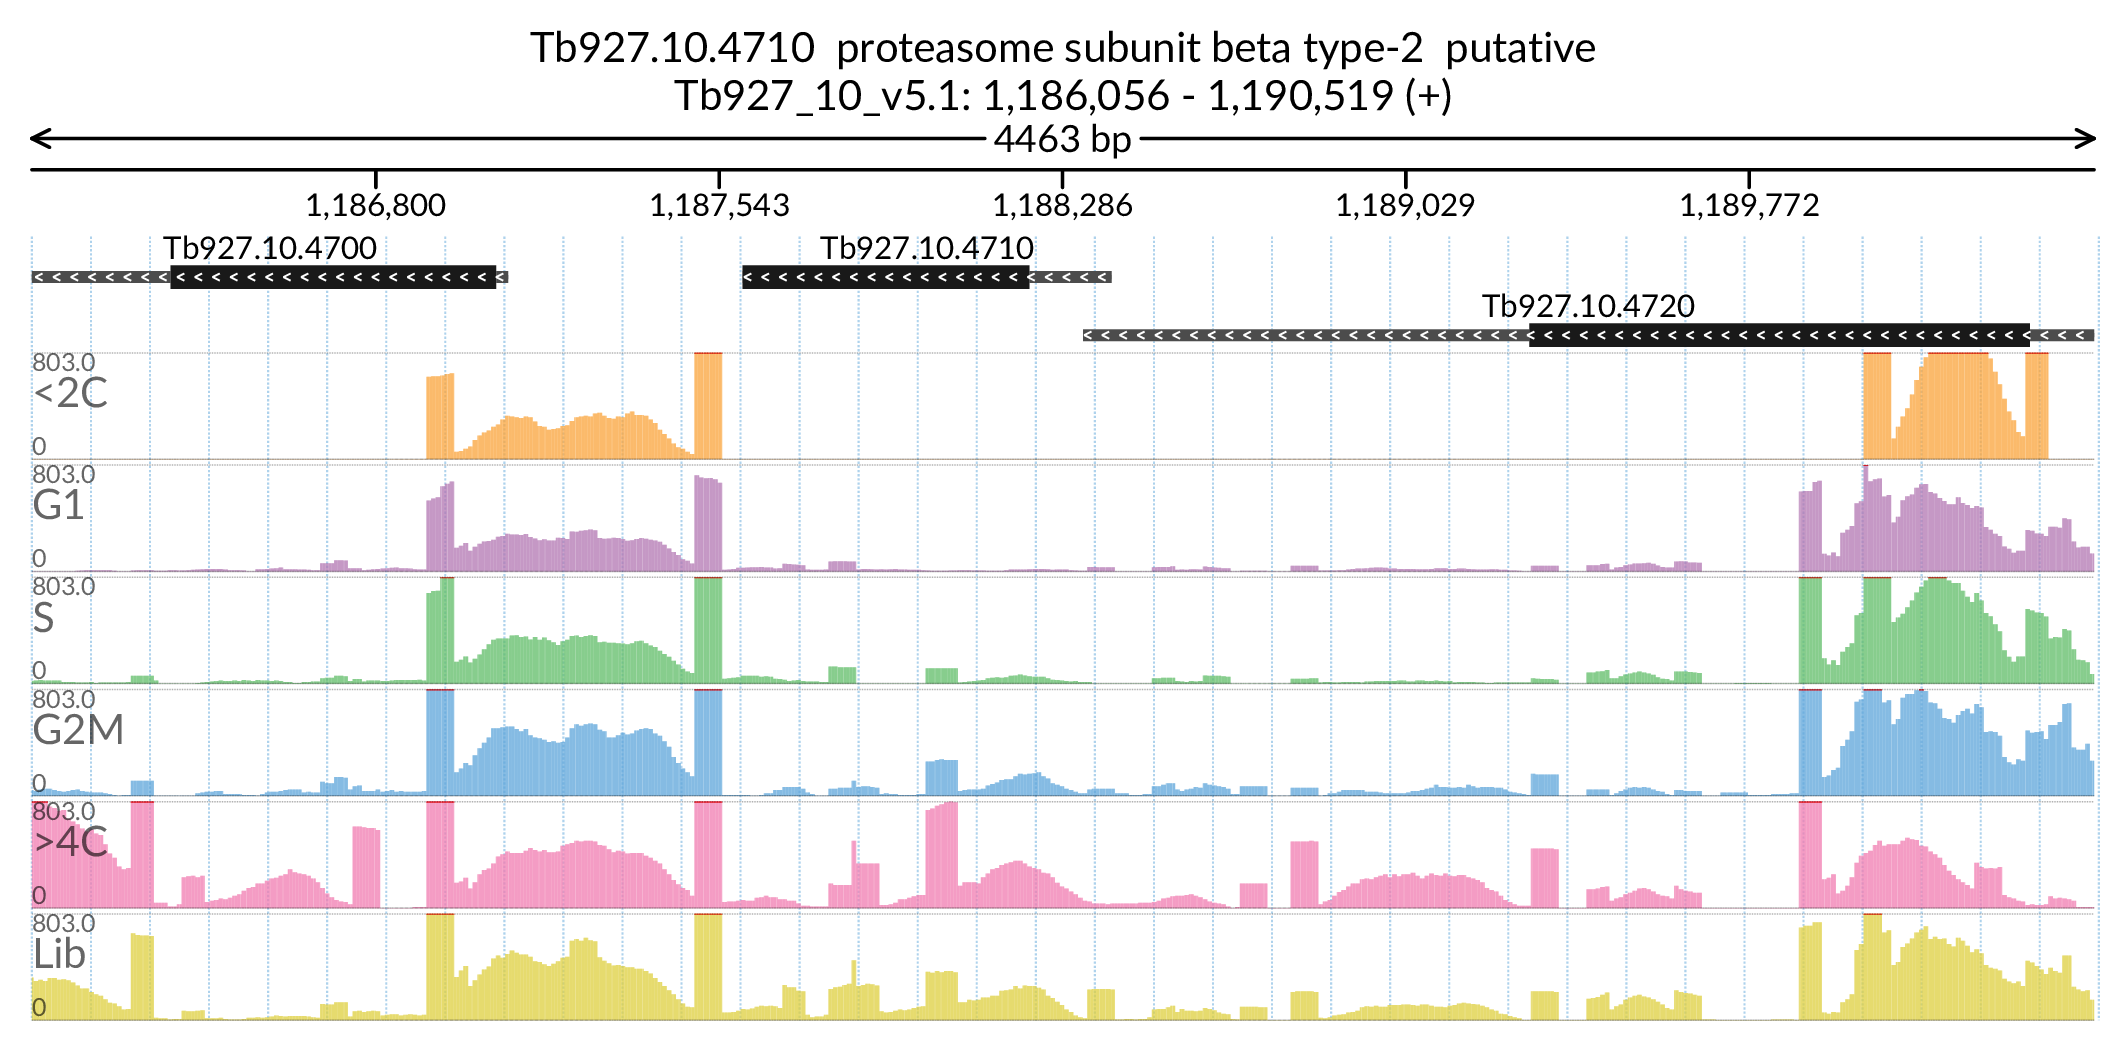 Tb927.10.4710  proteasome subunit beta type-2  putative
Tb927_10_v5.1: 1,186,056 - 1,190,519 (+)
4463 bp
1,186,800 1,187,543 1,188,286 1,189,029 1,189,772
Tb927.10.4700 Tb927.10.4710
Tb927.10.4720
803.0
<2C
0
803.0
G1
0
803.0
S
0
803.0
G2M
0
803.0
>4C
0
803.0
Lib
0